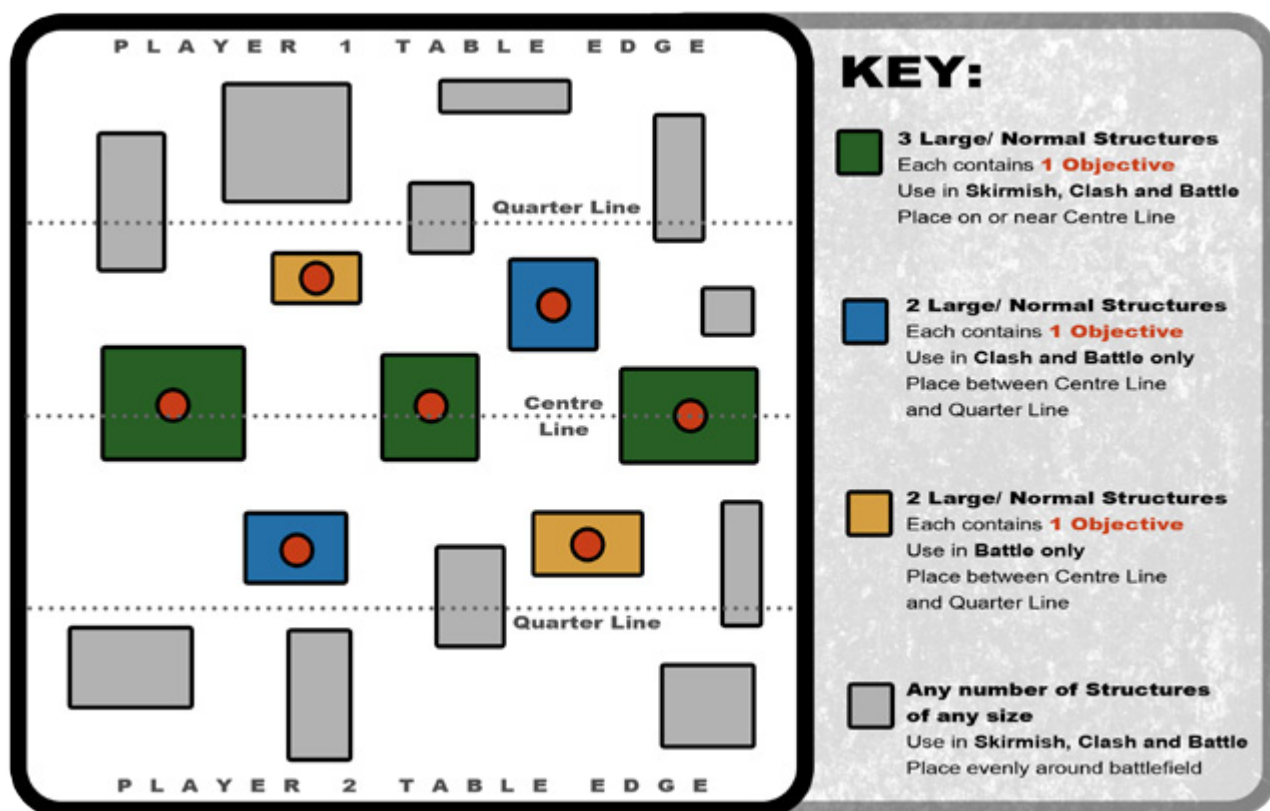 PLAYER 1 TABLE EDGE
Quarter Line
Centre
Line
Quarter Line
PLAYER 2 TABLE EDGE
KEY:
3 Large/ Normal Structures
Each contains 1 Objective
Use in Skirmish, Clash and Battle
Place on or near Centre Line
2 Large/ Normal Structures
Each contains 1 Objective
Use in Clash and Battle only
Place between Centre Line
and Quarter Line
2 Large/ Normal Structures
Each contains 1 Objective
Use in Battle only
Place between Centre Line
and Quarter Line
Any number of Structures
of any size
Use in Skirmish, Clash and Battle
Place evenly around battlefield